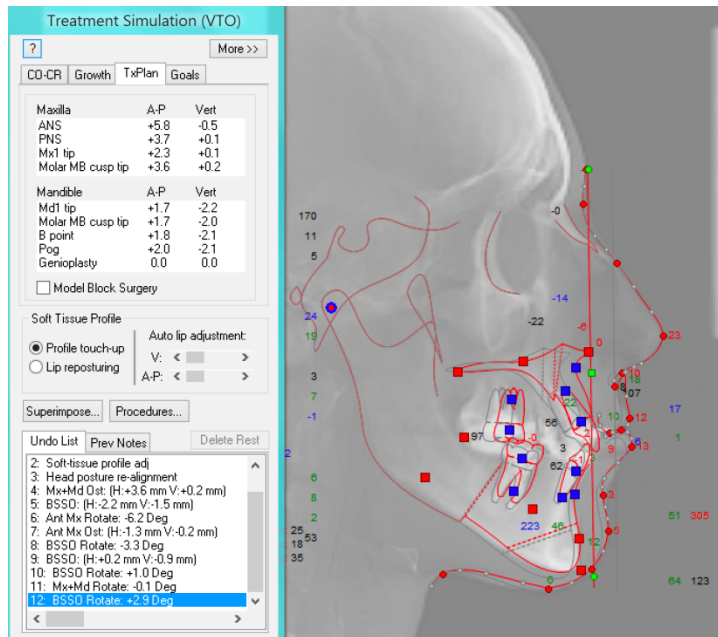 Treatment Simulation (VTO)
?
More >>
CO-CR Growth TxPlan Goals
Maxilla A-P Vert
ANS +5.8 -0.5
PNS +3.7 +0.1
Mx1 tip +2.3 +0.1
Molar MB cusp tip +3.6 +0.2
Mandible A-P Vert
Md1 tip +1.7 -2.2
Molar MB cusp tip +1.7 -2.0
B point +1.8 -2.1
Pog +2.0 -2.1
Genioplasty 0.0 0.0
Model Block Surgery
Soft Tissue Profile
Auto lip adjustment:
Profile touch-up
V: < >
Lip reposturing
A-P: < >
Superimpose... Procedures...
Undo List Prev Notes Delete Rest
2: Soft-tissue profile adj
3: Head posture re-alignment
4: Mx+Md Ost: (H:+3.6 mm V:+0.2 mm)
5: BSSO: (H:-2.2 mm V:-1.5 mm)
6: Ant Mx Rotate: -6.2 Deg
7: Ant Mx Ost: (H:-1.3 mm V:-0.2 mm)
8: BSSO Rotate: -3.3 Deg
9: BSSO: (H:+0.2 mm V:-0.9 mm)
10: BSSO Rotate: +1.0 Deg
11: Mx+Md Rotate: -0.1 Deg
12: BSSO Rotate: +2.9 Deg
-0
170
11
5
-14
24
-22
-6
19
0
23
3
10
18
8
107
7
22
-1
10
12
17
56
97
-0
3
9
13
1
2
62
-1
6
3
8
223
46
51 305
2
25
53
12
5
18
35
6
64 123